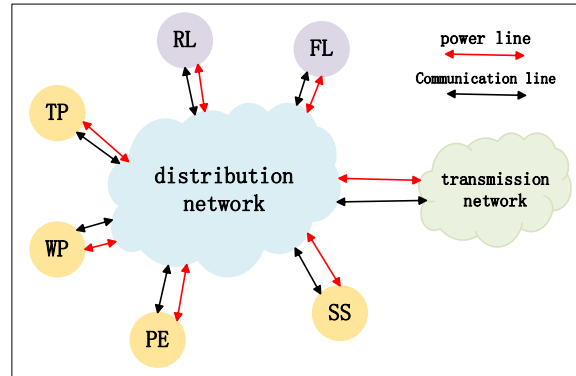 RL
FL
power line
Communication line
TP
distribution
network
transmission
network
WP
SS
PE